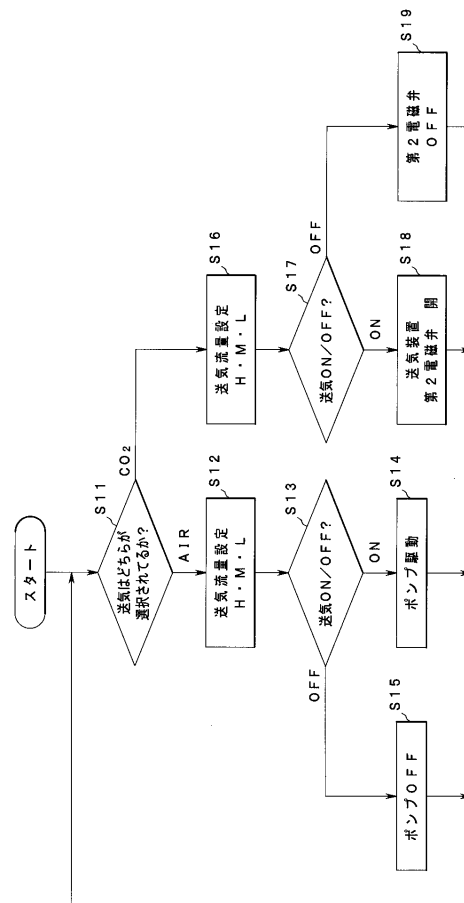 スタート
S11
送気はどちらが
選択されてるか？
CO2
AIR
S12
送気流量設定
H・M・L
S16
送気流量設定
H・M・L
S13
送気ON／OFF？
OFF
ON
S17
送気ON／OFF？
OFF
ON
S15
ポンプOFF
S14
ポンプ駆動
S18
送気装置
第2電磁弁 開
S19
第2電磁弁
OFF